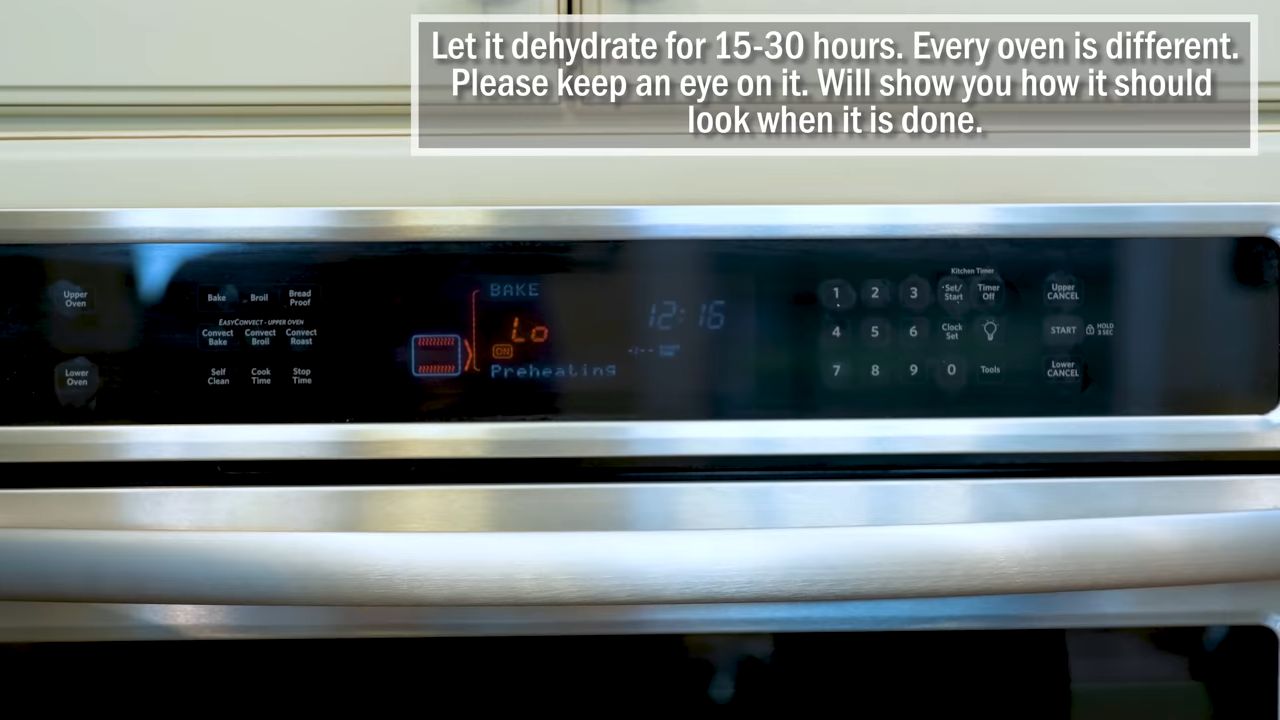 Let it dehydrate for 15-30 hours. Every oven is different.
Please keep an eye on it. Will show you how it should
look when it is done.
Kitchen Timer
Upper Oven
Bake
Broil
Bread Proof
BAKE
12:16
1
2
3
Set/Start
Timer Off
Upper CANCEL
EASYCONVECT - UPPER OVEN
Convect Bake
Convect Broil
Convect Roast
Lo
ON
4
5
6
Clock Set
START
HOLD 3 SEC
Lower Oven
Self Clean
Cook Time
Stop Time
Preheating
7
8
9
0
Tools
Lower CANCEL